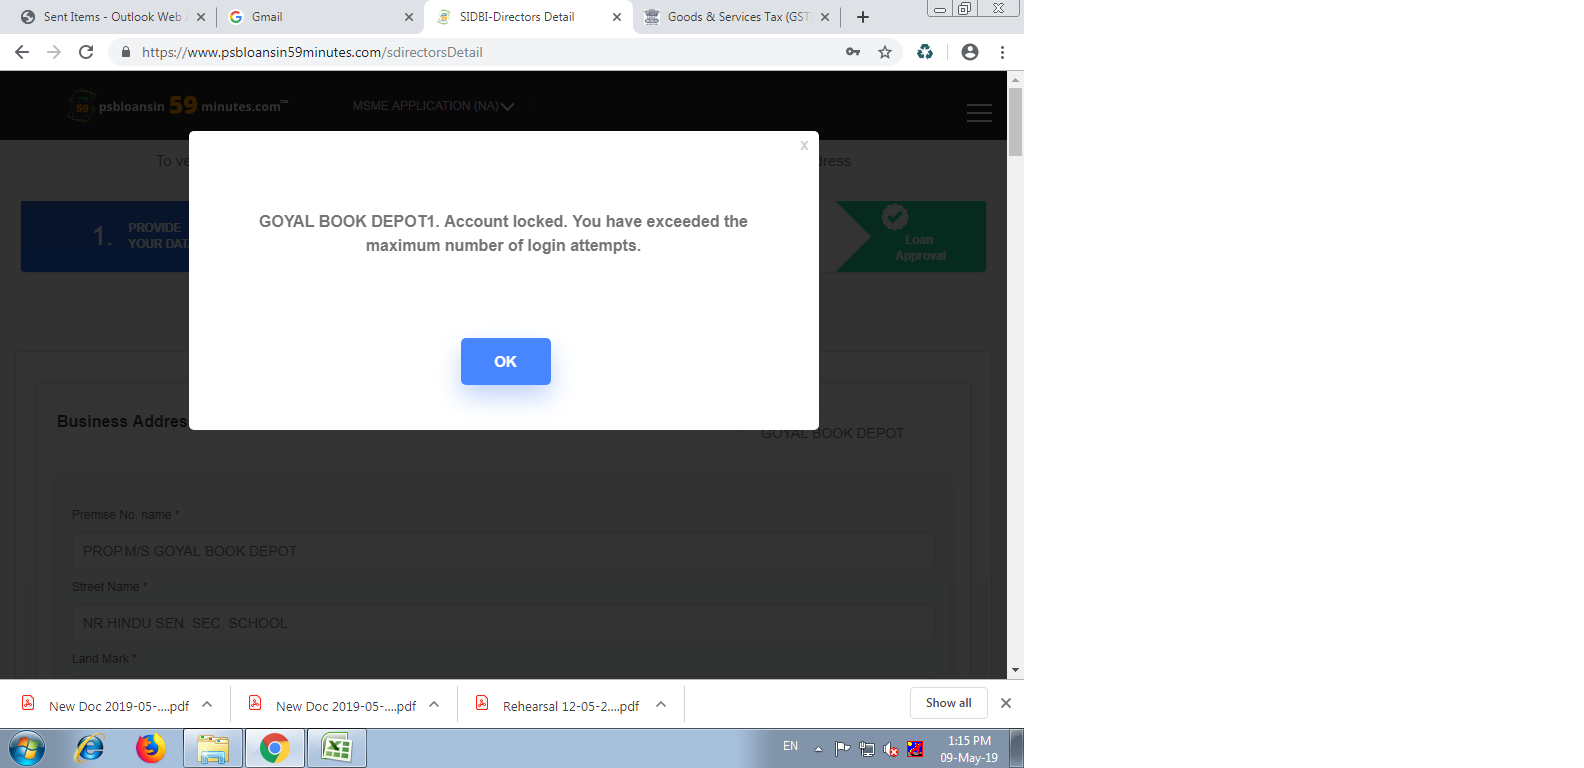 Sent Items - Outlook Web
Gmail
SIDBI-Directors Detail
Goods & Services Tax (GST
https://www.psbloansin59minutes.com/sdirectorsDetail
psbloansin 59 minutes.com™
MSME APPLICATION (NA)
To ve
dress
x
GOYAL BOOK DEPOT1. Account locked. You have exceeded the
maximum number of login attempts.
OK
1.
PROVIDE
YOUR DAT
Loan
Approval
Business Addres
GOYAL BOOK DEPOT
Premise No. name *
PROP.M/S GOYAL BOOK DEPOT
Street Name *
NR.HINDU SEN. SEC. SCHOOL
Land Mark *
New Doc 2019-05-....pdf
New Doc 2019-05-....pdf
Rehearsal 12-05-2....pdf
Show all
EN
1:15 PM
09-May-19